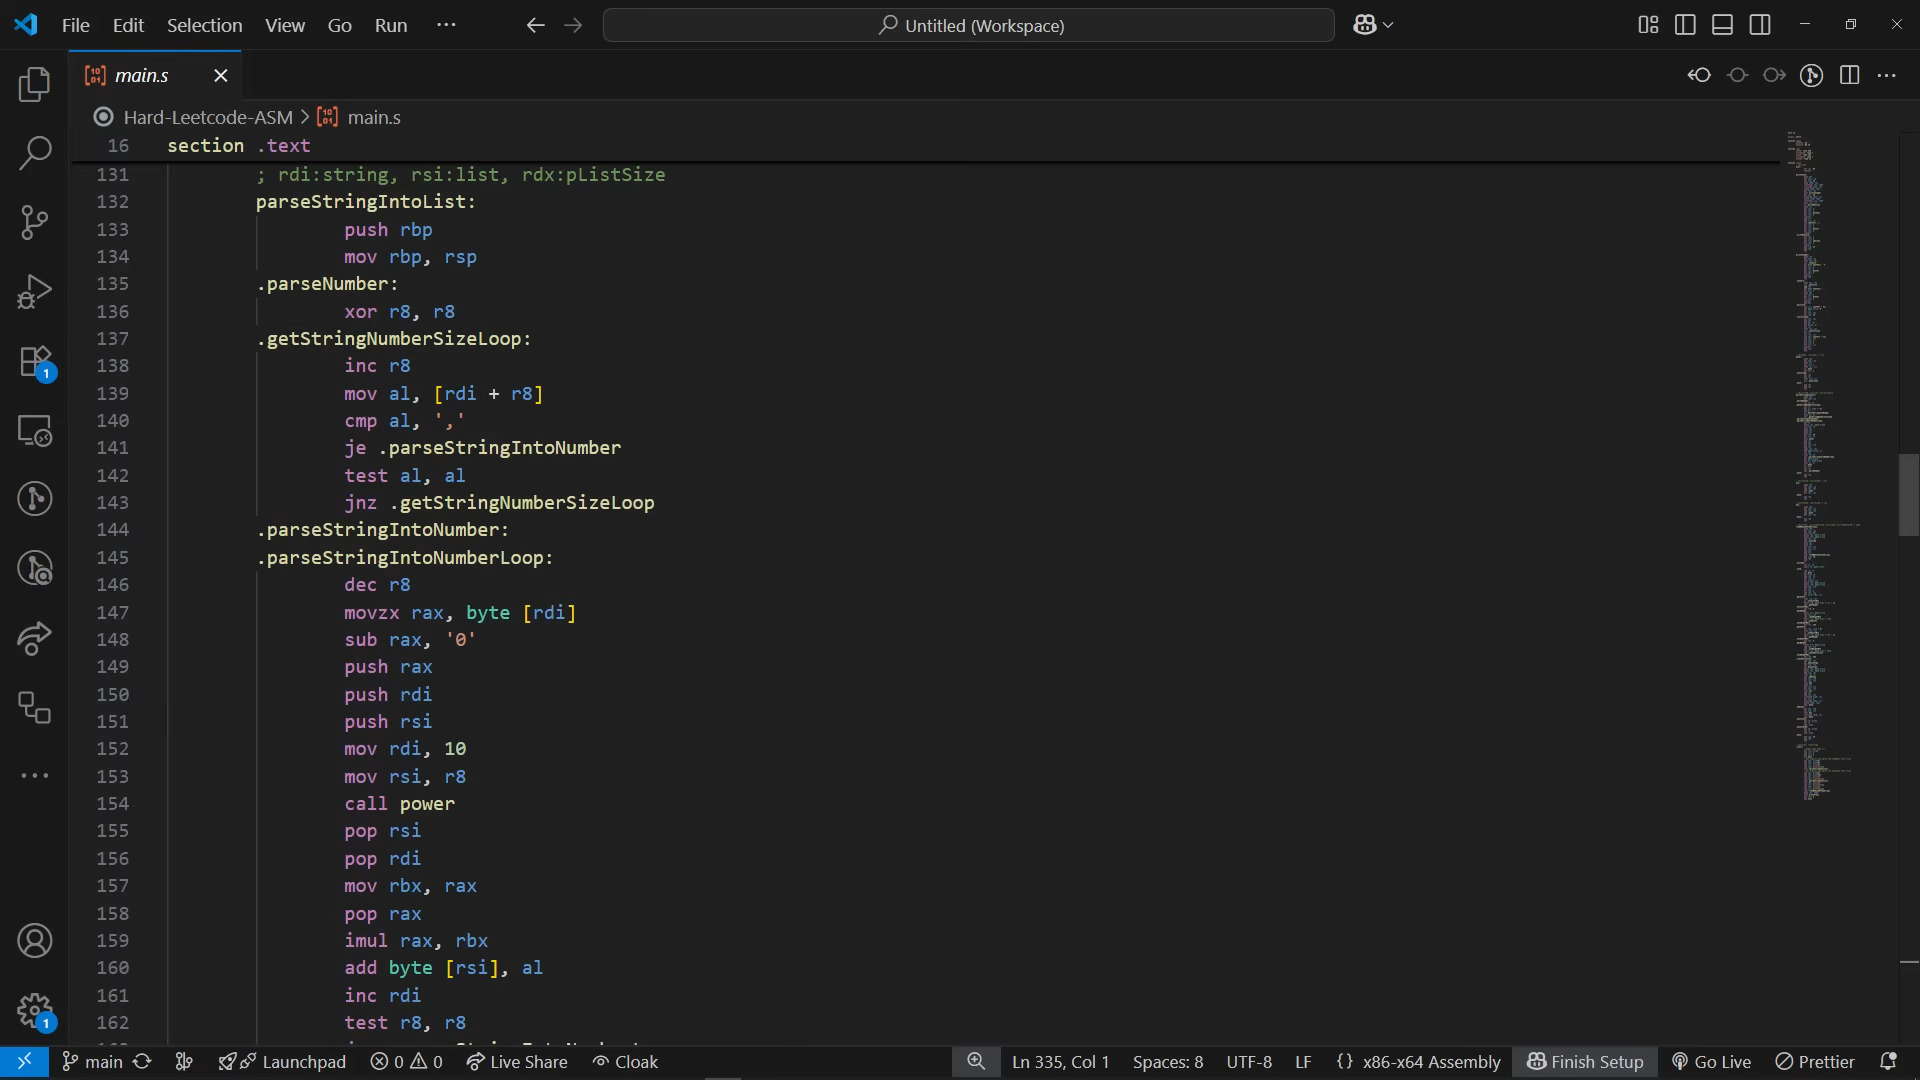 File Edit Selection View Go Run ··· Untitled (Workspace)
main.s
Hard-Leetcode-ASM > main.s
16 section .text
131 ; rdi:string, rsi:list, rdx:pListSize
132 parseStringIntoList:
133 push rbp
134 mov rbp, rsp
135 .parseNumber:
136 xor r8, r8
137 .getStringNumberSizeLoop:
138 inc r8
139 mov al, [rdi + r8]
140 cmp al, ','
141 je .parseStringIntoNumber
142 test al, al
143 jnz .getStringNumberSizeLoop
144 .parseStringIntoNumber:
145 .parseStringIntoNumberLoop:
146 dec r8
147 movzx rax, byte [rdi]
148 sub rax, '0'
149 push rax
150 push rdi
151 push rsi
152 mov rdi, 10
153 mov rsi, r8
154 call power
155 pop rsi
156 pop rdi
157 mov rbx, rax
158 pop rax
159 imul rax, rbx
160 add byte [rsi], al
161 inc rdi
162 test r8, r8
1
1
main Launchpad 0 0 Live Share Cloak Ln 335, Col 1 Spaces: 8 UTF-8 LF {} x86-x64 Assembly Finish Setup Go Live Prettier